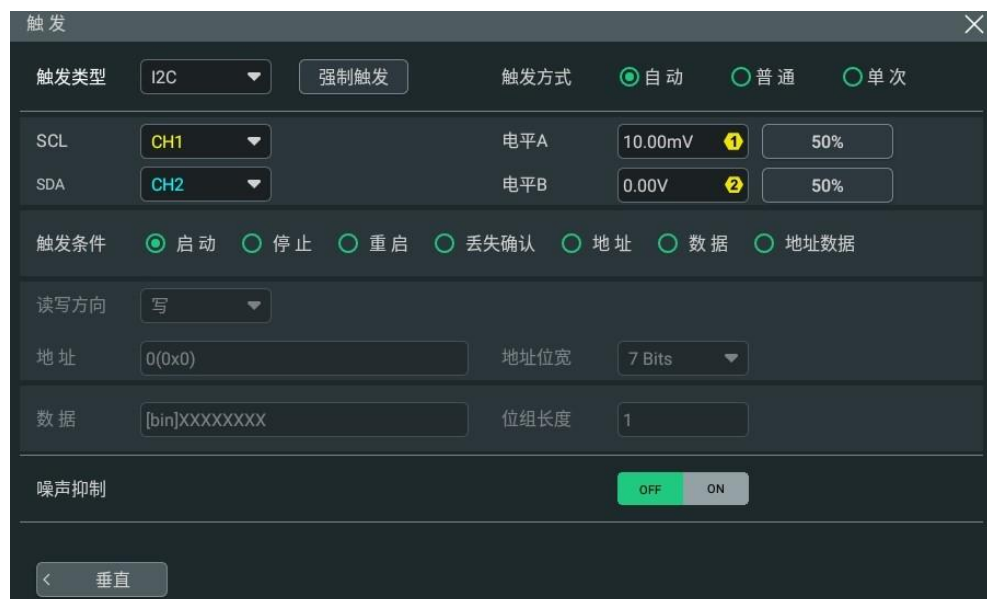 触发
触发类型 I2C 强制触发 触发方式 自动 普通 单次
SCL CH1 电平A 10.00mV 1 50%
SDA CH2 电平B 0.00V 2 50%
触发条件 启动 停止 重启 丢失确认 地址 数据 地址数据
读写方向 写
地址 0(0x0) 地址位宽 7 Bits
数据 [bin]XXXXXXXX 位组长度 1
噪声抑制 OFF ON
< 垂直